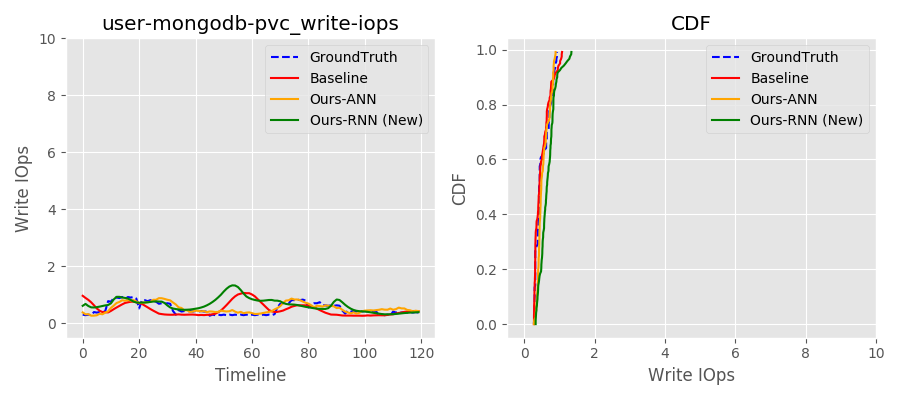 user-mongodb-pvc_write-iops
Write IOps
10
8
6
4
2
0
0 20 40 60 80 100 120
Timeline
GroundTruth
Baseline
Ours-ANN
Ours-RNN (New)
CDF
CDF
1.0
0.8
0.6
0.4
0.2
0.0
0 2 4 6 8 10
Write IOps
GroundTruth
Baseline
Ours-ANN
Ours-RNN (New)